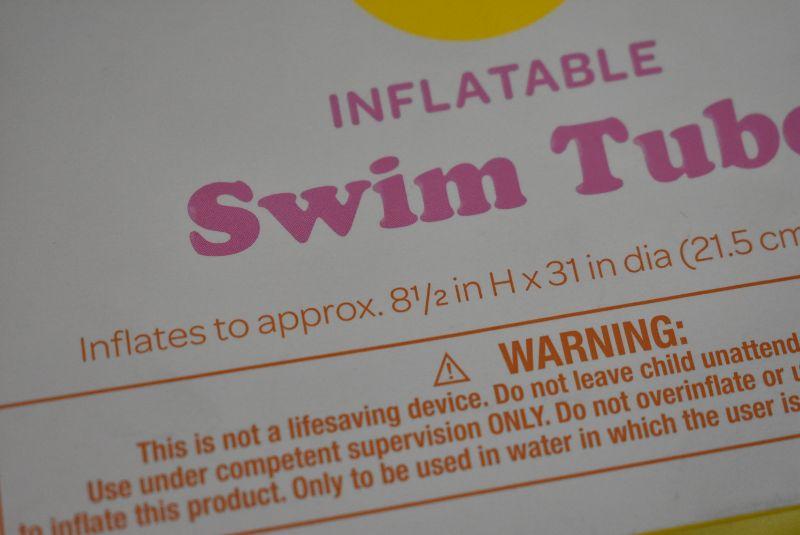 INFLATABLE
Swim Tube
Inflates to approx. 8½ in H x 31 in dia (21.5 cm
⚠ WARNING:
This is not a lifesaving device. Do not leave child unattend
Use under competent supervision ONLY. Do not overinflate or u
to inflate this product. Only to be used in water in which the user is